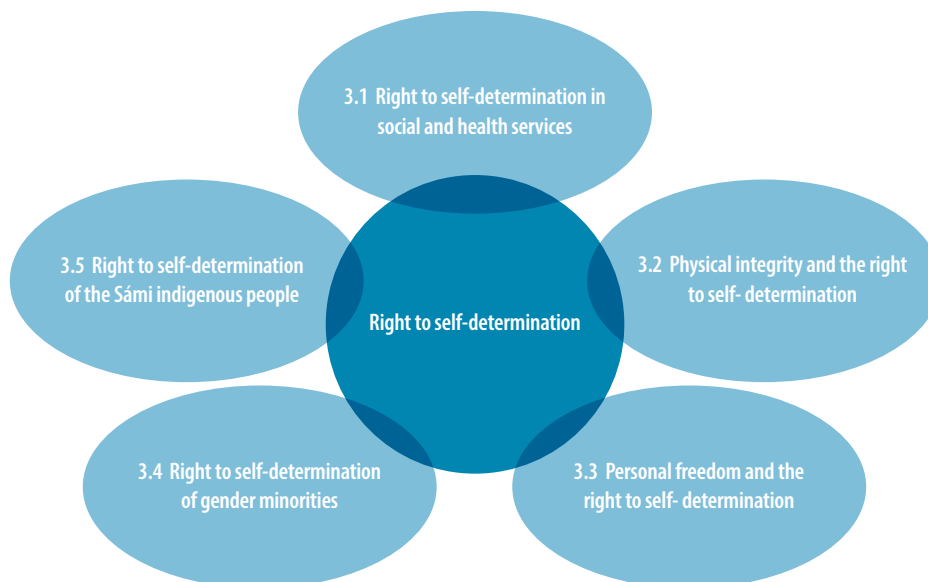 3.1 Right to self-determination in
social and health services
3.5 Right to self-determination
of the Sámi indigenous people
3.2 Physical integrity and the right
to self- determination
Right to self-determination
3.4 Right to self-determination
of gender minorities
3.3 Personal freedom and the
right to self- determination